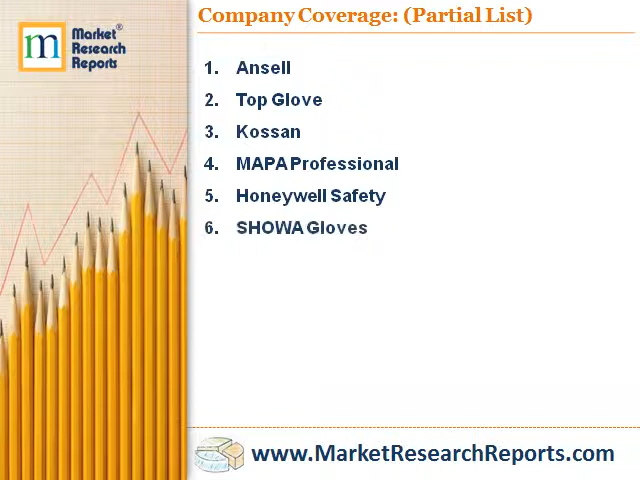 m
Market®
Research
Reports
Company Coverage: (Partial List)
1. Ansell
2. Top Glove
3. Kossan
4. MAPA Professional
5. Honeywell Safety
6. SHOWA Gloves
www.MarketResearchReports.com